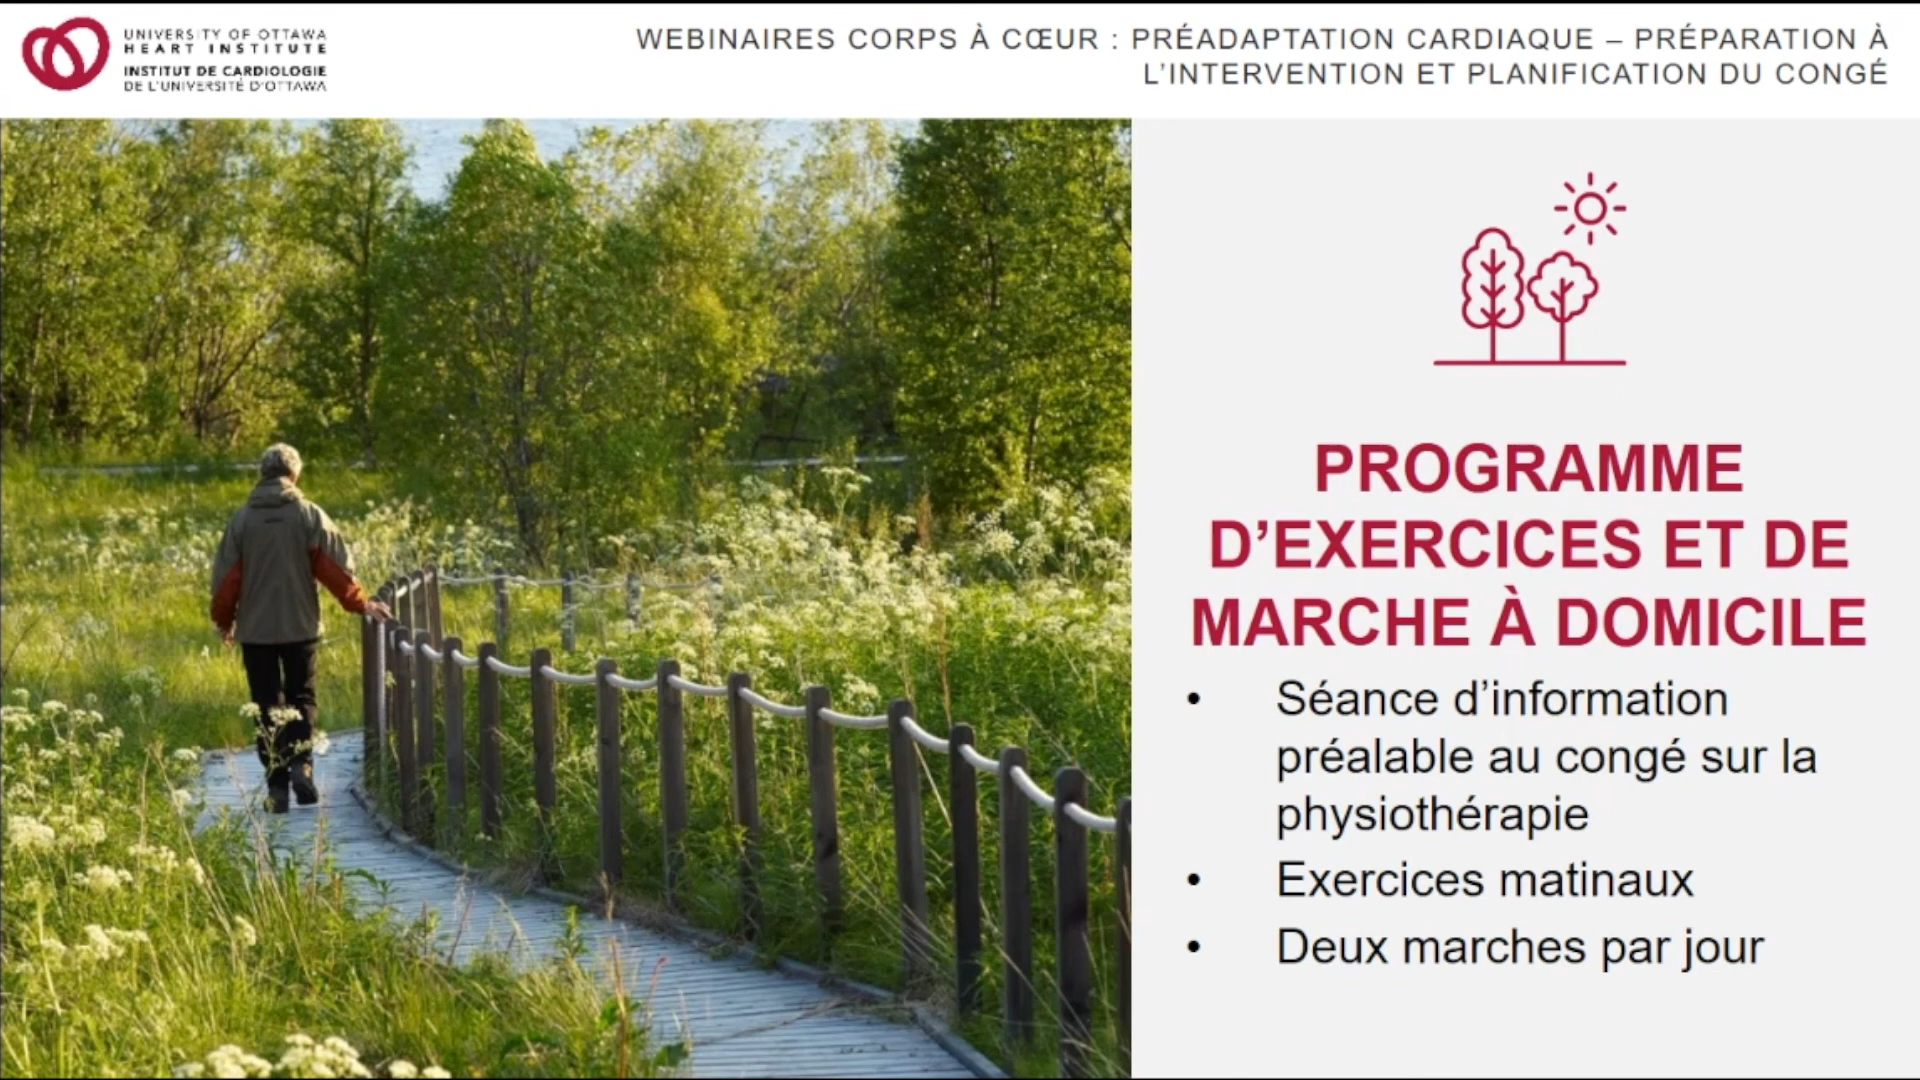 UNIVERSITY OF OTTAWA
HEART INSTITUTE
INSTITUT DE CARDIOLOGIE
DE L'UNIVERSITÉ D'OTTAWA
WEBINAIRES CORPS À CŒUR : PRÉADAPTATION CARDIAQUE – PRÉPARATION À
L’INTERVENTION ET PLANIFICATION DU CONGÉ
PROGRAMME
D’EXERCICES ET DE
MARCHE À DOMICILE
• Séance d’information
préalable au congé sur la
physiothérapie
• Exercices matinaux
• Deux marches par jour